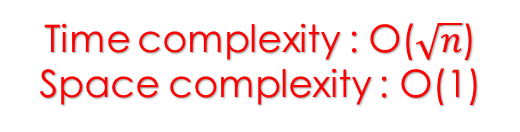 Time complexity : O(√n)
Space complexity : O(1)